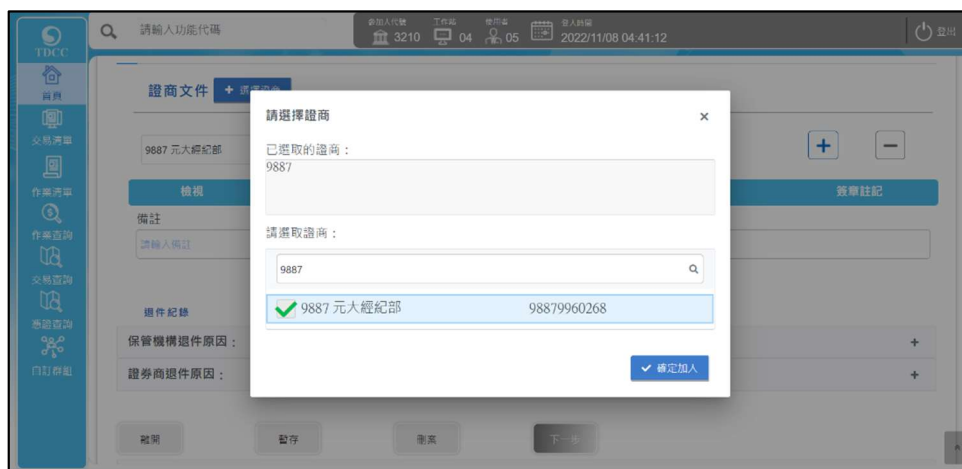 TDCC
請輸入功能代碼
參加人代號 工作站 使用者 登入時間
3210 04 05 2022/11/08 04:41:12
登出
首頁
交易清單
作業清單
作業查詢
交易查詢
憑證查詢
自訂群組
證商文件
9887 元大經紀部
檢視
簽章註記
備註
請輸入備註
退件紀錄
保管機構退件原因：
證券商退件原因：
離開 暫存 刪除 下一步
請選擇證商
已選取的證商：
9887
請選取證商：
9887
9887 元大經紀部 98879960268
確定加入